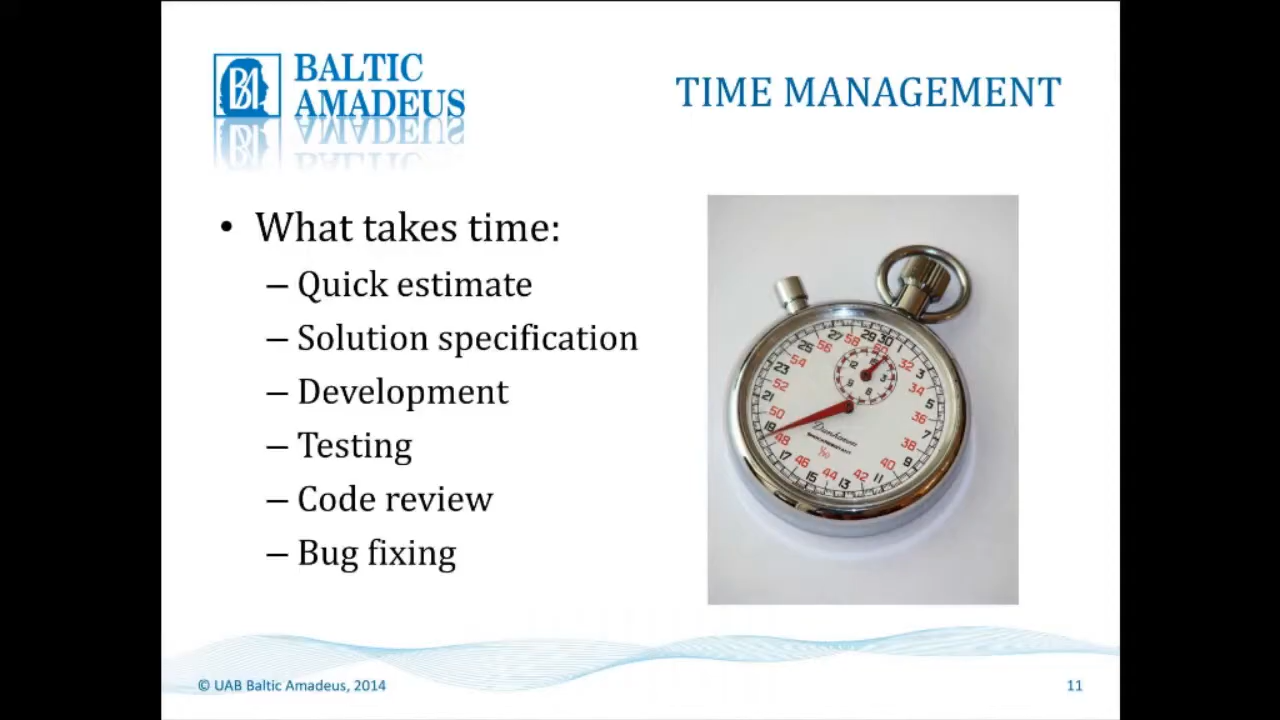 BALTIC
AMADEUS
TIME MANAGEMENT
• What takes time:
– Quick estimate
– Solution specification
– Development
– Testing
– Code review
– Bug fixing
© UAB Baltic Amadeus, 2014
11